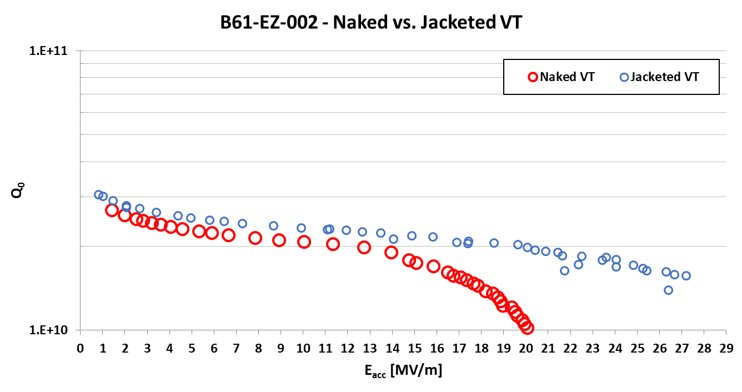 B61-EZ-002 - Naked vs. Jacketed VT
1.E+11
Naked VT
Jacketed VT
Q0
1.E+10
0 1 2 3 4 5 6 7 8 9 10 11 12 13 14 15 16 17 18 19 20 21 22 23 24 25 26 27 28 29
Eacc [MV/m]